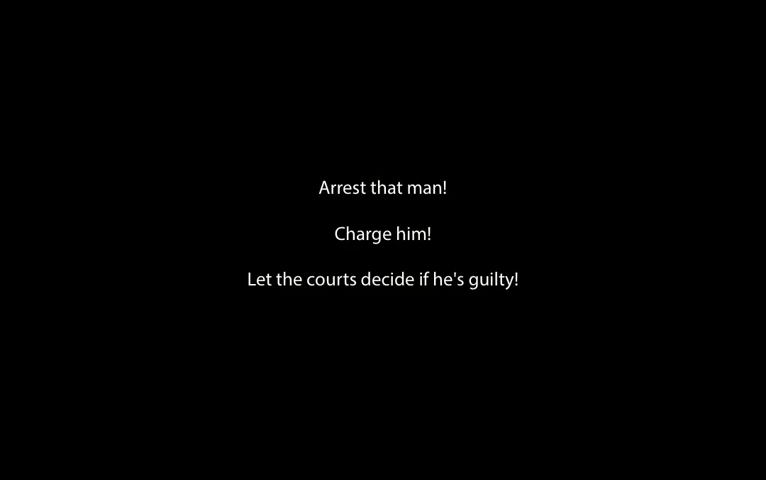 Arrest that man!
Charge him!
Let the courts decide if he's guilty!